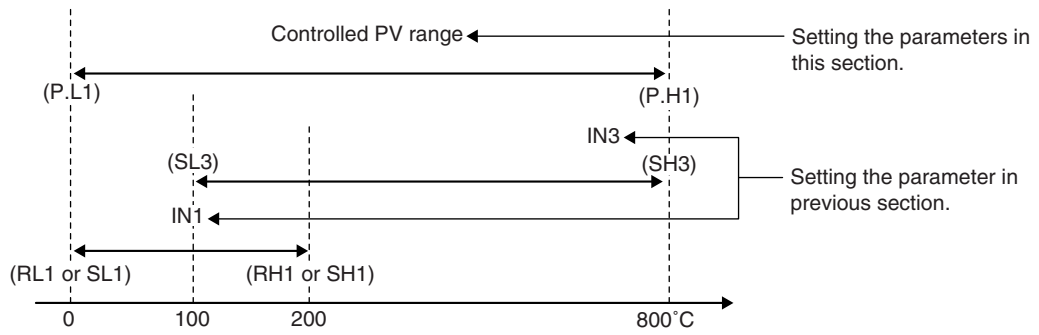 Controlled PV range
Setting the parameters in
this section.
(P.L1)
(P.H1)
IN3
(SL3)
(SH3)
Setting the parameter in
previous section.
IN1
(RL1 or SL1)
(RH1 or SH1)
0
100
200
800˚C